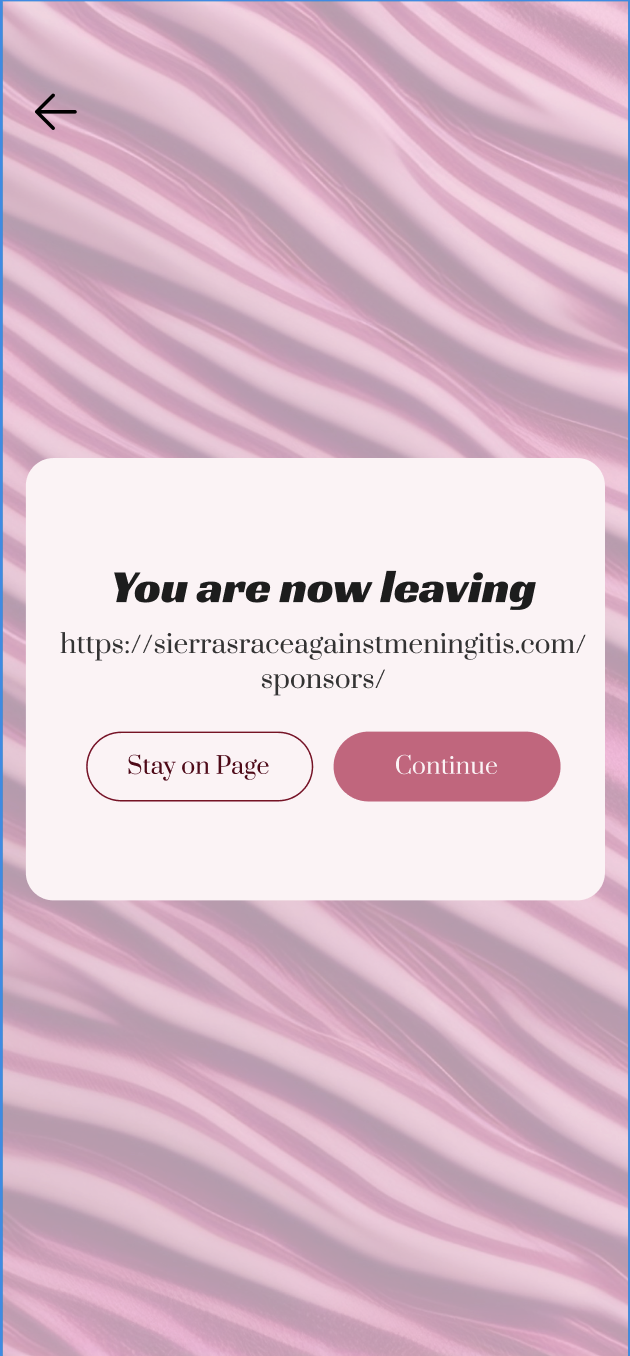 You are now leaving
https://sierrasraceagainstmeningitis.com/
sponsors/
Stay on Page
Continue